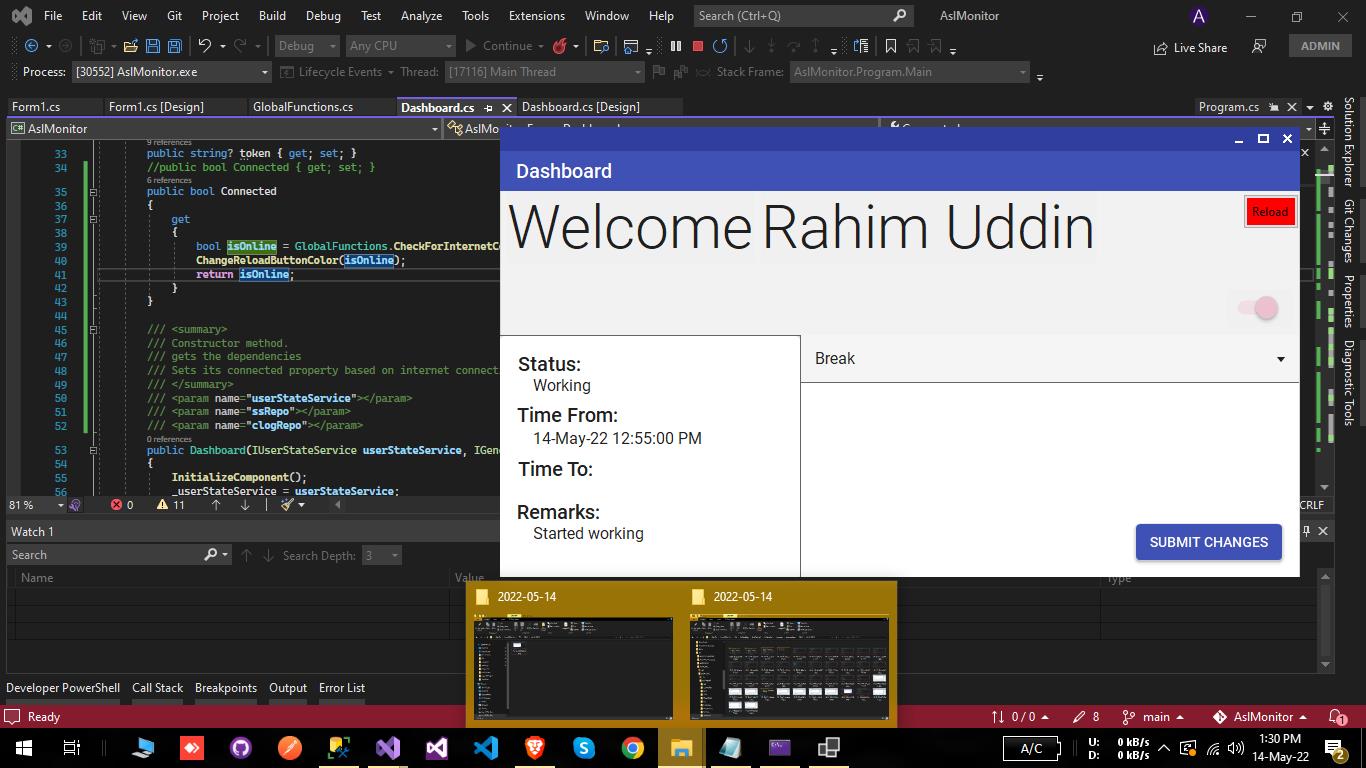 File Edit View Git Project Build Debug Test Analyze Tools Extensions Window Help Search (Ctrl+Q) AslMonitor A
Debug Any CPU Continue Live Share ADMIN
Process: [30552] AslMonitor.exe Lifecycle Events Thread: [17116] Main Thread Stack Frame: AslMonitor.Program.Main
Form1.cs Form1.cs [Design] GlobalFunctions.cs Dashboard.cs Dashboard.cs [Design] Program.cs
C# AslMonitor
9 references
33 public string? token { get; set; }
34 //public bool Connected { get; set; }
6 references
35 public bool Connected
36 {
37 get
38 {
39 bool isOnline = GlobalFunctions.CheckForInternetCo
40 ChangeReloadButtonColor(isOnline);
41 return isOnline;
42 }
43 }
44
45 /// <summary>
46 /// Constructor method.
47 /// gets the dependencies
48 /// Sets its connected property based on internet connecti
49 /// </summary>
50 /// <param name="userStateService"></param>
51 /// <param name="ssRepo"></param>
52 /// <param name="clogRepo"></param>
0 references
53 public Dashboard(IUserStateService userStateService, IGen
54 {
55 InitializeComponent();
56 _userStateService = userStateService;
81 % 0 11 CRLF
Dashboard
Welcome Rahim Uddin
Reload
Status:
Working
Time From:
14-May-22 12:55:00 PM
Time To:
Remarks:
Started working
Break
SUBMIT CHANGES
Solution Explorer
Git Changes
Properties
Diagnostic Tools
Watch 1
Search Search Depth: 3
Name Value Type
2022-05-14 2022-05-14
Developer PowerShell Call Stack Breakpoints Output Error List
Ready 0 / 0 8 main AslMonitor 1
A/C U: 0 kB/s 1:30 PM
D: 0 kB/s 14-May-22 2